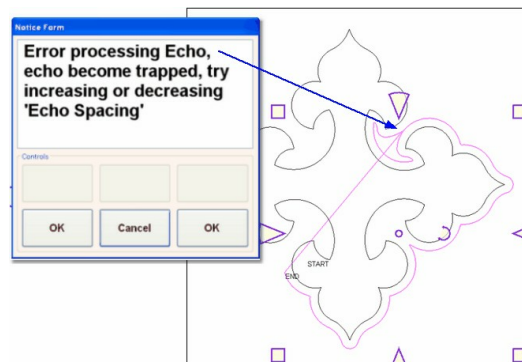 Notice Form
Error processing Echo,
echo become trapped, try
increasing or decreasing
'Echo Spacing'
Controls
OK Cancel OK
START
END